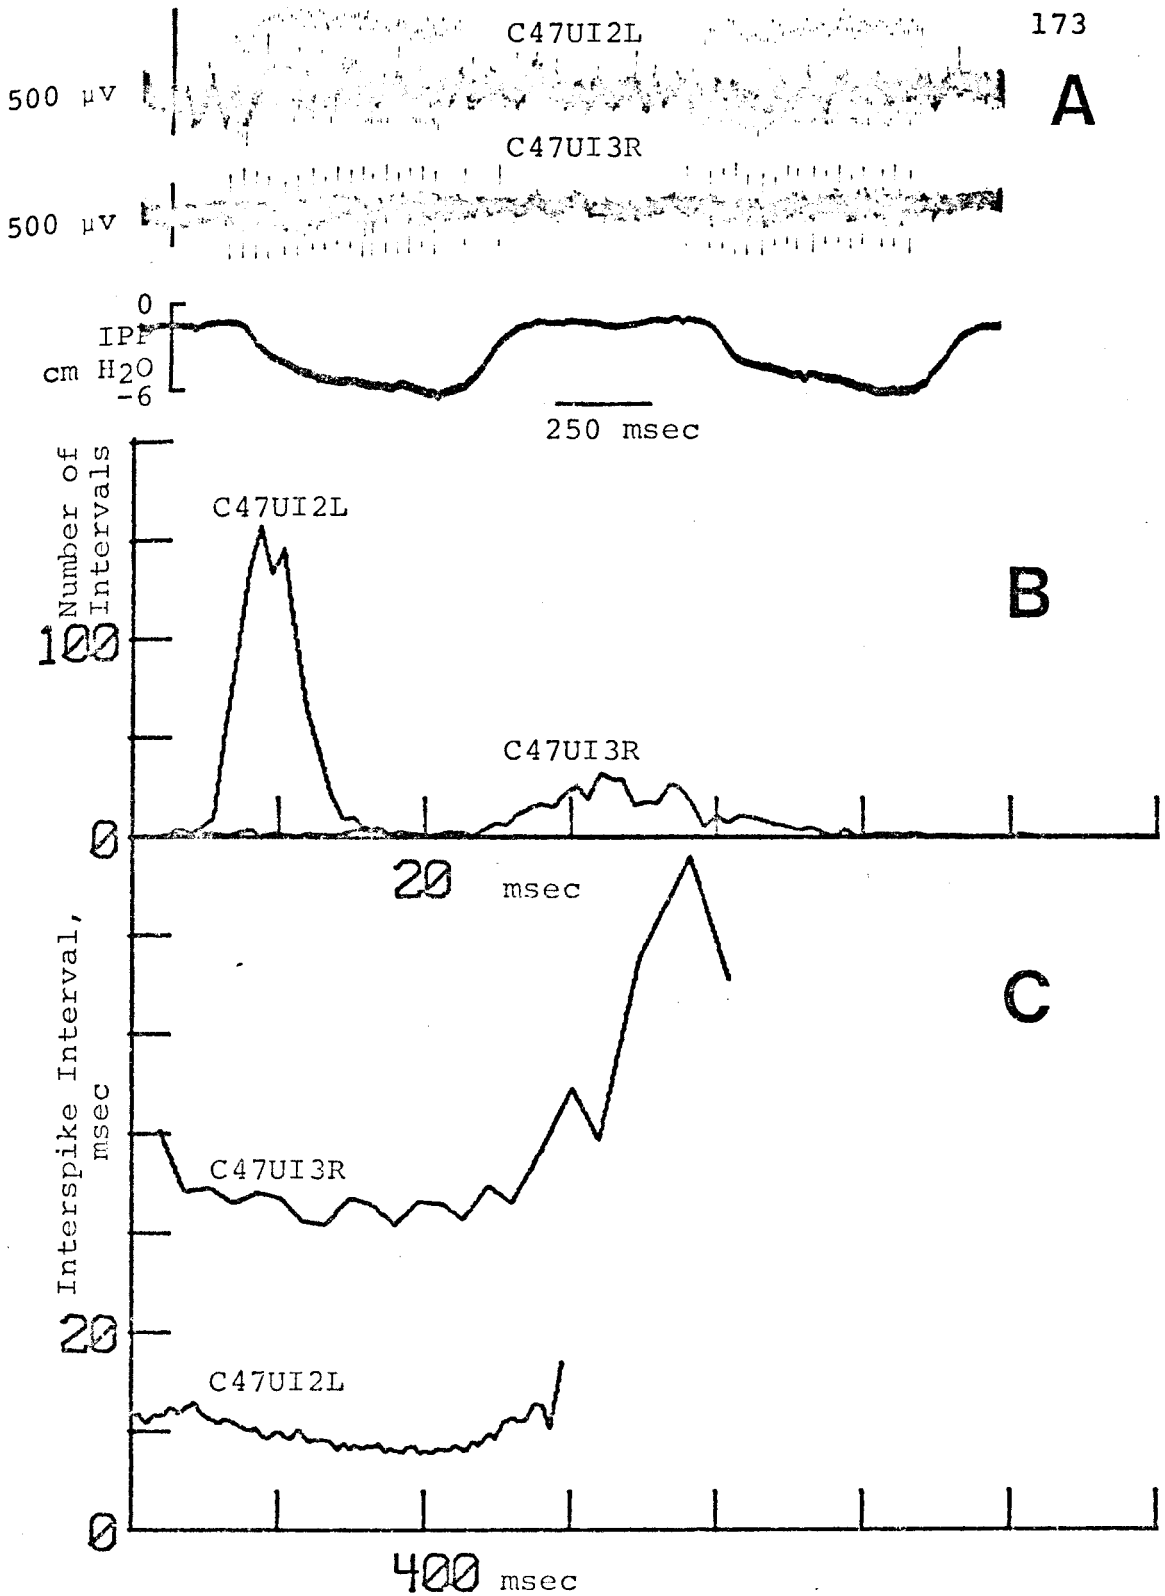 173
C47UI2L
500 µV
A
C47UI3R
500 µV
0
IPP
cm H2O
-6
250 msec
Number of
Intervals
C47UI2L
B
100
C47UI3R
0
20 msec
Interspike Interval,
msec
C
C47UI3R
20
C47UI2L
0
400 msec